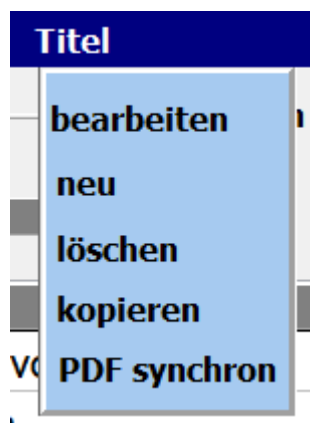 Titel
bearbeiten
neu
löschen
kopieren
PDF synchron